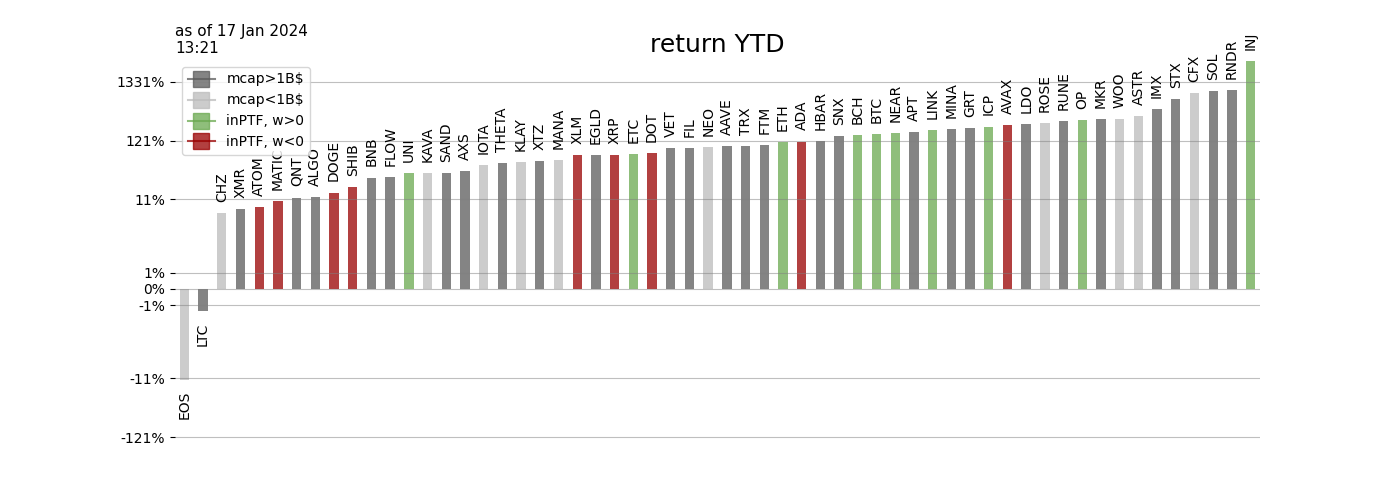 as of 17 Jan 2024
13:21
return YTD
mcap>1B$
mcap<1B$
inPTF, w>0
inPTF, w<0
1331%
121%
11%
1%
0%
-1%
-11%
-121%
EOS
LTC
CHZ
XMR
ATOM
MATIC
QNT
ALGO
DOGE
SHIB
BNB
FLOW
UNI
KAVA
SAND
AXS
IOTA
THETA
KLAY
XTZ
MANA
XLM
EGLD
XRP
ETC
DOT
VET
FIL
NEO
AAVE
TRX
FTM
ETH
ADA
HBAR
SNX
BCH
BTC
NEAR
APT
LINK
MINA
GRT
ICP
AVAX
LDO
ROSE
RUNE
OP
MKR
WOO
ASTR
IMX
STX
CFX
SOL
RNDR
INJ